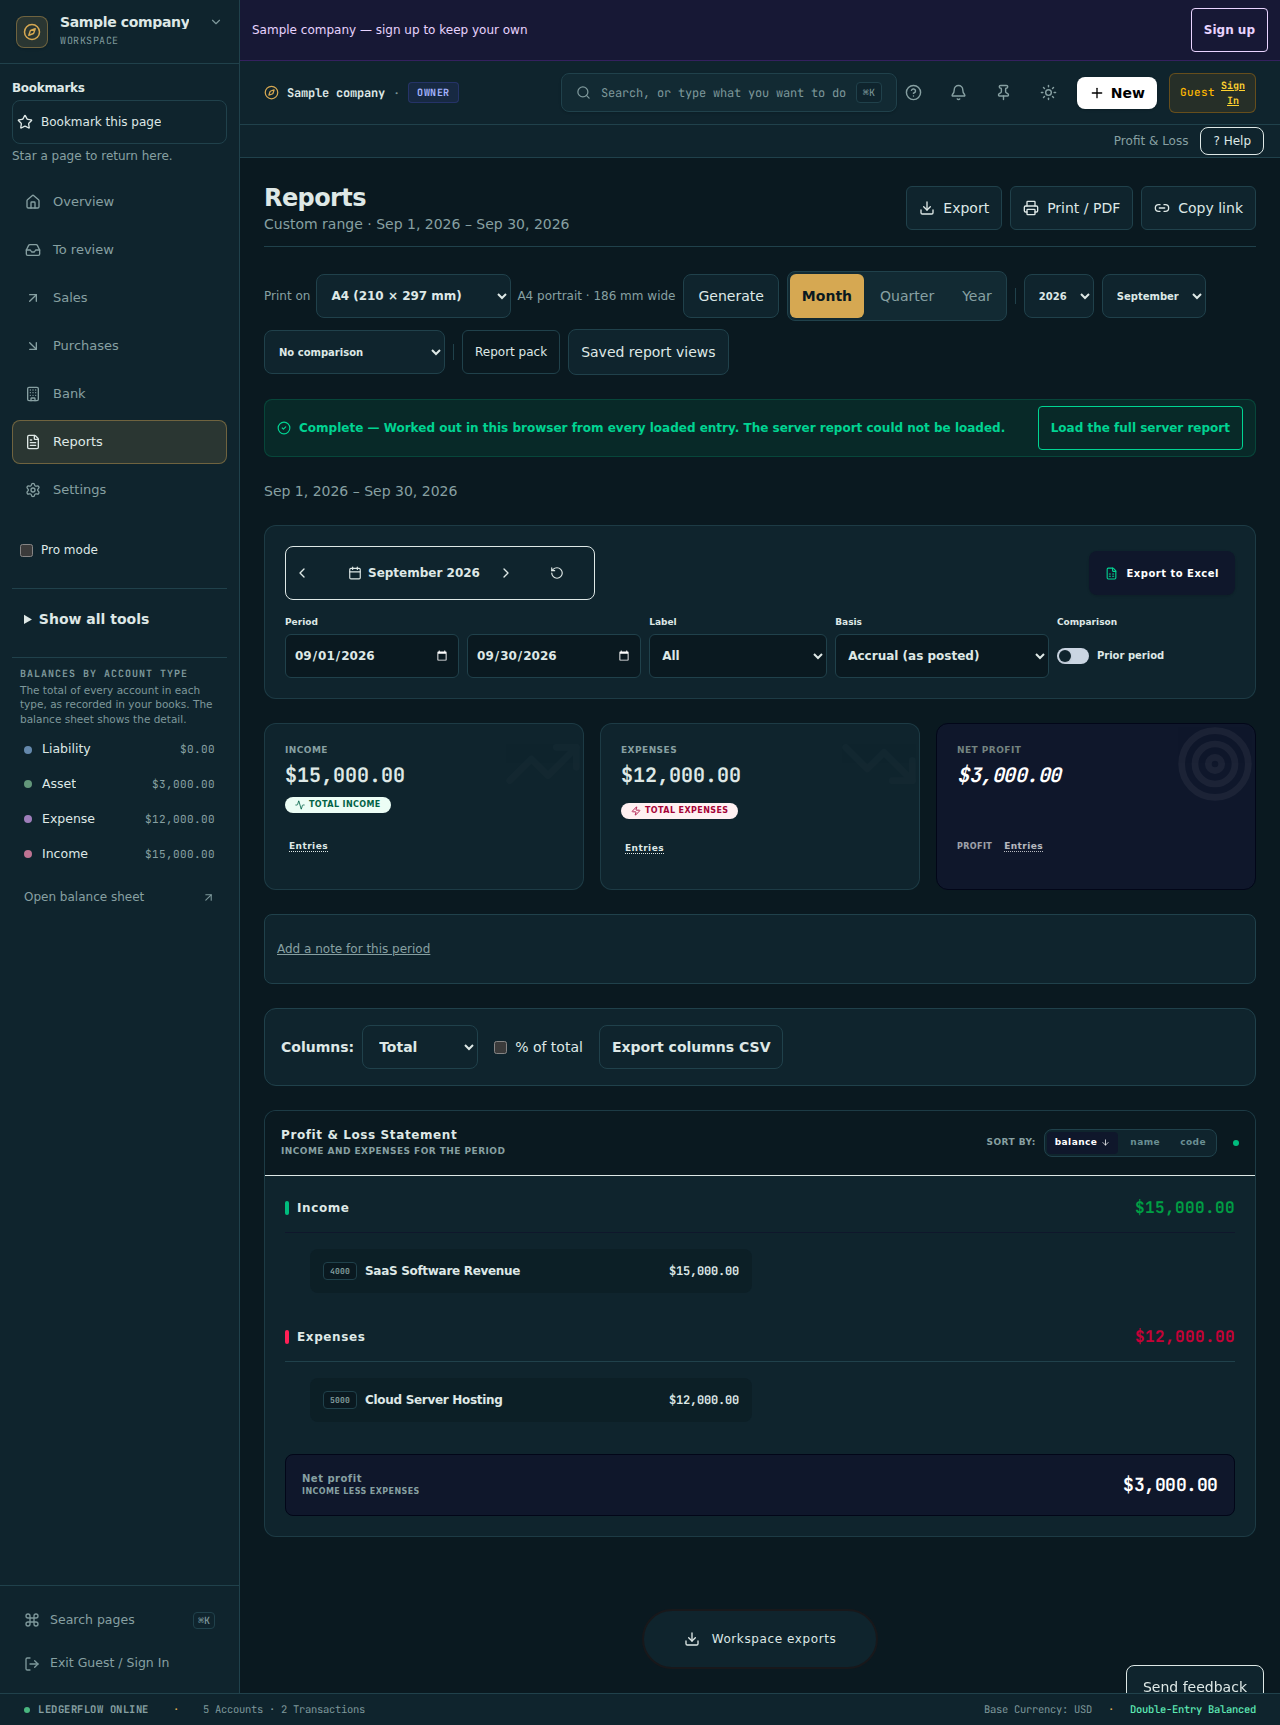 Sample company
WORKSPACE
Bookmarks
Bookmark this page
Star a page to return here.
Overview
To review
Sales
Purchases
Bank
Reports
Settings
Pro mode
Show all tools
BALANCES BY ACCOUNT TYPE
The total of every account in each
type, as recorded in your books. The
balance sheet shows the detail.
Liability $0.00
Asset $3,000.00
Expense $12,000.00
Income $15,000.00
Open balance sheet
Search pages ⌘K
Exit Guest / Sign In
Sample company — sign up to keep your own
Sign up
Sample company · OWNER
Search, or type what you want to do ⌘K
New
Guest Sign In
Profit & Loss
? Help
Reports
Custom range · Sep 1, 2026 – Sep 30, 2026
Export
Print / PDF
Copy link
Print on A4 (210 × 297 mm) A4 portrait · 186 mm wide Generate Month Quarter Year 2026 September
No comparison Report pack Saved report views
Complete — Worked out in this browser from every loaded entry. The server report could not be loaded. Load the full server report
Sep 1, 2026 – Sep 30, 2026
September 2026
Export to Excel
Period Label Basis Comparison
09/01/2026 09/30/2026 All Accrual (as posted) Prior period
INCOME
$15,000.00
TOTAL INCOME
Entries
EXPENSES
$12,000.00
TOTAL EXPENSES
Entries
NET PROFIT
$3,000.00
PROFIT Entries
Add a note for this period
Columns: Total % of total Export columns CSV
Profit & Loss Statement
INCOME AND EXPENSES FOR THE PERIOD
SORT BY: balance ↓ name code
Income $15,000.00
4000 SaaS Software Revenue $15,000.00
Expenses $12,000.00
5000 Cloud Server Hosting $12,000.00
Net profit
INCOME LESS EXPENSES
$3,000.00
Workspace exports
Send feedback
LEDGERFLOW ONLINE · 5 Accounts · 2 Transactions
Base Currency: USD · Double-Entry Balanced